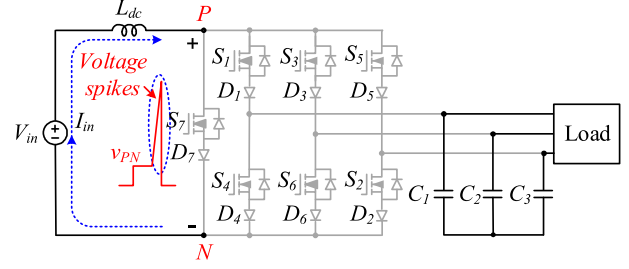 L_dc
P
+
Voltage
spikes
S_1 S_3 S_5
D_1 D_3 D_5
V_in
I_in
S_7
v_PN
D_7
Load
S_4 S_6 S_2
D_4 D_6 D_2
C_1 C_2 C_3
-
N